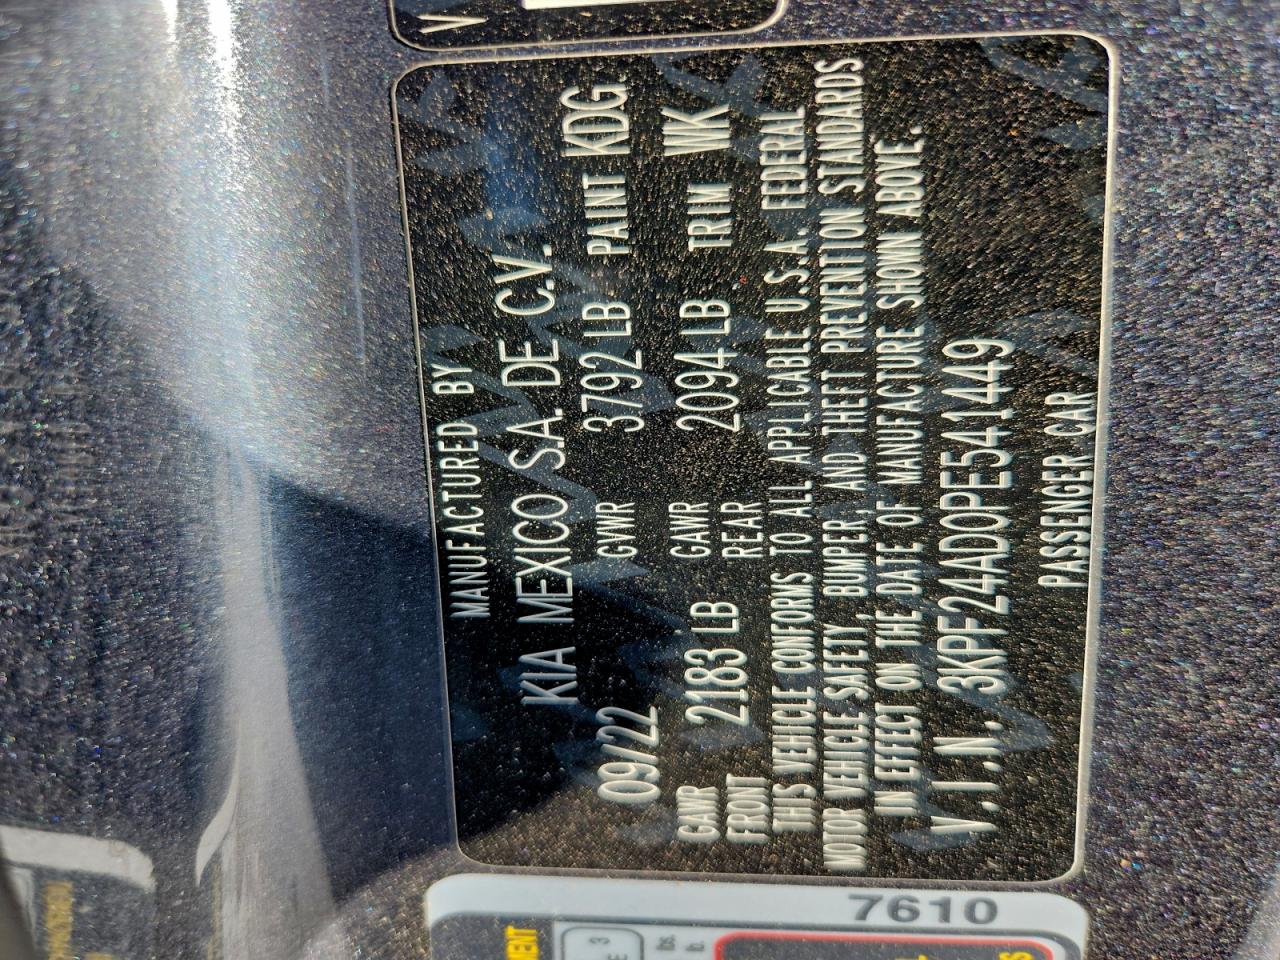 V
MANUFACTURED BY
KIA MEXICO S.A. DE C.V.
09/22 GVWR 3792 LB PAINT KDG
GAWR FRONT 2183 LB GAWR REAR 2094 LB TRIM WK
THIS VEHICLE CONFORMS TO ALL APPLICABLE U.S.A. FEDERAL
MOTOR VEHICLE SAFETY, BUMPER, AND THEFT PREVENTION STANDARDS
IN EFFECT ON THE DATE OF MANUFACTURE SHOWN ABOVE.
V.I.N. 3KPF24AD0PE541449
PASSENGER CAR
7610